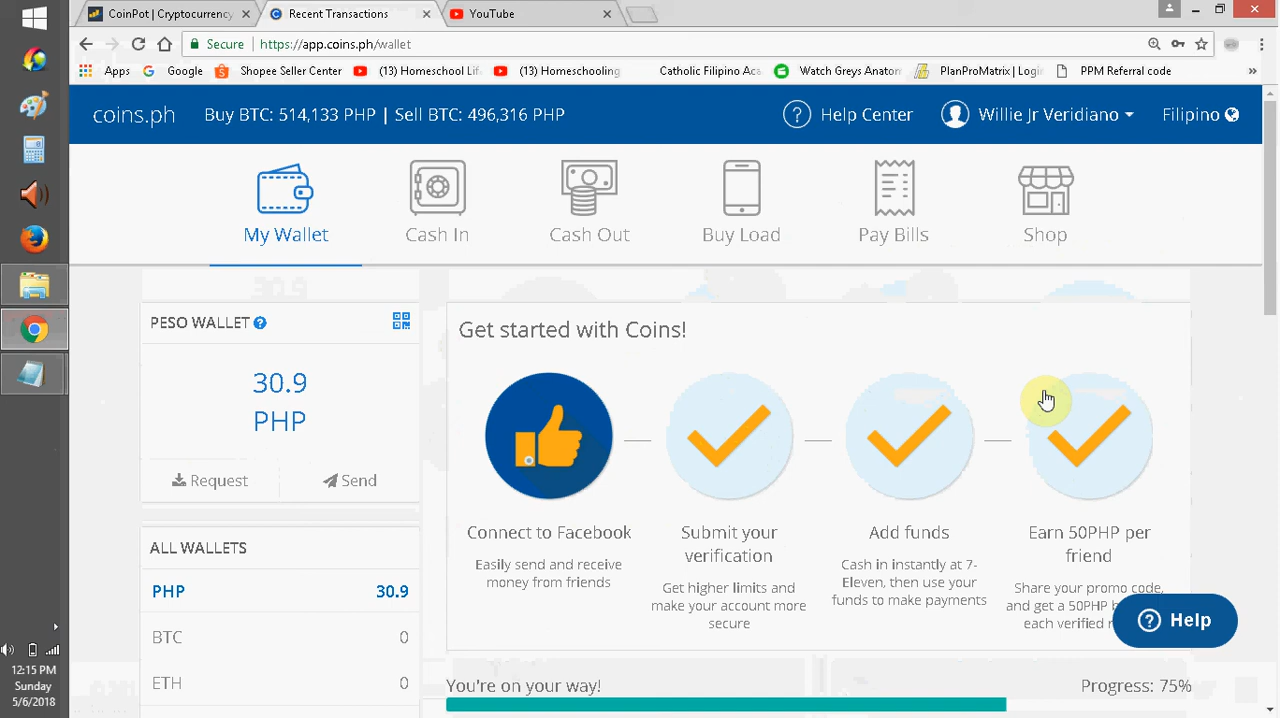 CoinPot | Cryptocurrency
Recent Transactions
YouTube
Secure
https://app.coins.ph/wallet
Apps
Google
Shopee Seller Center
(13) Homeschool Life
(13) Homeschooling
Catholic Filipino Aca
Watch Greys Anatom
PlanProMatrix | Login
PPM Referral code
coins.ph
Buy BTC: 514,133 PHP | Sell BTC: 496,316 PHP
Help Center
Willie Jr Veridiano
Filipino
My Wallet
Cash In
Cash Out
Buy Load
Pay Bills
Shop
PESO WALLET
30.9
PHP
Request
Send
ALL WALLETS
PHP 30.9
BTC 0
ETH 0
Get started with Coins!
Connect to Facebook
Easily send and receive
money from friends
Submit your
verification
Get higher limits and
make your account more
secure
Add funds
Cash in instantly at 7-
Eleven, then use your
funds to make payments
Earn 50PHP per
friend
Share your promo code,
and get a 50PHP
each verified
Help
You're on your way!
Progress: 75%
12:15 PM
Sunday
5/6/2018